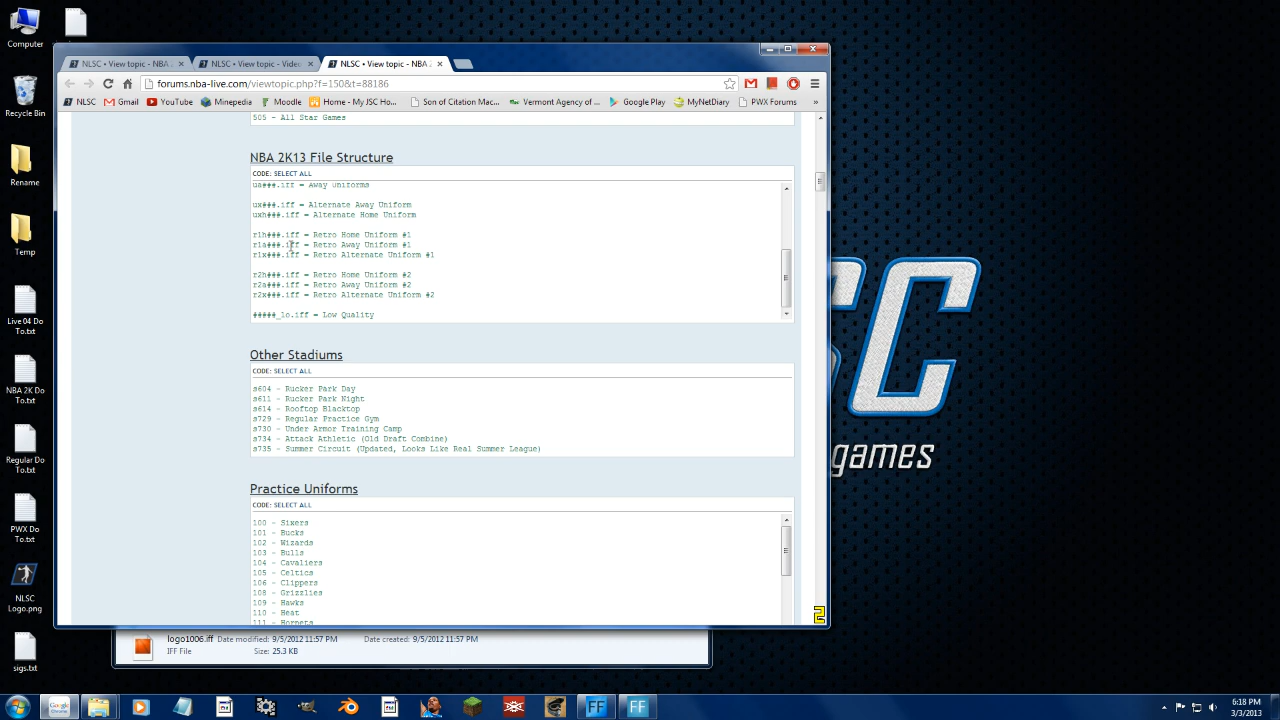 Computer
Recycle Bin
Rename
Temp
Live 04 Do To.txt
NBA 2K Do To.txt
Regular Do To.txt
PWX Do To.txt
NLSC Logo.png
sigs.txt
NLSC • View topic - NBA
NLSC • View topic - Vide
NLSC • View topic - NBA
forums.nba-live.com/viewtopic.php?f=150&t=88186
NLSC
Gmail
YouTube
Minepedia
Moodle
Home - My JSC Ho...
Son of Citation Mac...
Vermont Agency of ...
Google Play
MyNetDiary
PWX Forums
»
505 - All Star Games
NBA 2K13 File Structure
CODE: SELECT ALL
ua###.iff = Away Uniforms
ux###.iff = Alternate Away Uniform
uxh###.iff = Alternate Home Uniform
r1h###.iff = Retro Home Uniform #1
r1a###.iff = Retro Away Uniform #1
r1x###.iff = Retro Alternate Uniform #1
r2h###.iff = Retro Home Uniform #2
r2a###.iff = Retro Away Uniform #2
r2x###.iff = Retro Alternate Uniform #2
#####_lo.iff = Low Quality
Other Stadiums
CODE: SELECT ALL
s604 - Rucker Park Day
s611 - Rucker Park Night
s614 - Rooftop Blacktop
s729 - Regular Practice Gym
s730 - Under Armor Training Camp
s734 - Attack Athletic (Old Draft Combine)
s735 - Summer Circuit (Updated, Looks Like Real Summer League)
Practice Uniforms
CODE: SELECT ALL
100 - Sixers
101 - Bucks
102 - Wizards
103 - Bulls
104 - Cavaliers
105 - Celtics
106 - Clippers
108 - Grizzlies
109 - Hawks
110 - Heat
111 - Hornets
2
SC
games
logo1006.iff Date modified: 9/5/2012 11:57 PM Date created: 9/5/2012 11:57 PM
IFF File Size: 25.3 KB
Google Chrome
FF
FF
6:18 PM
3/3/2013